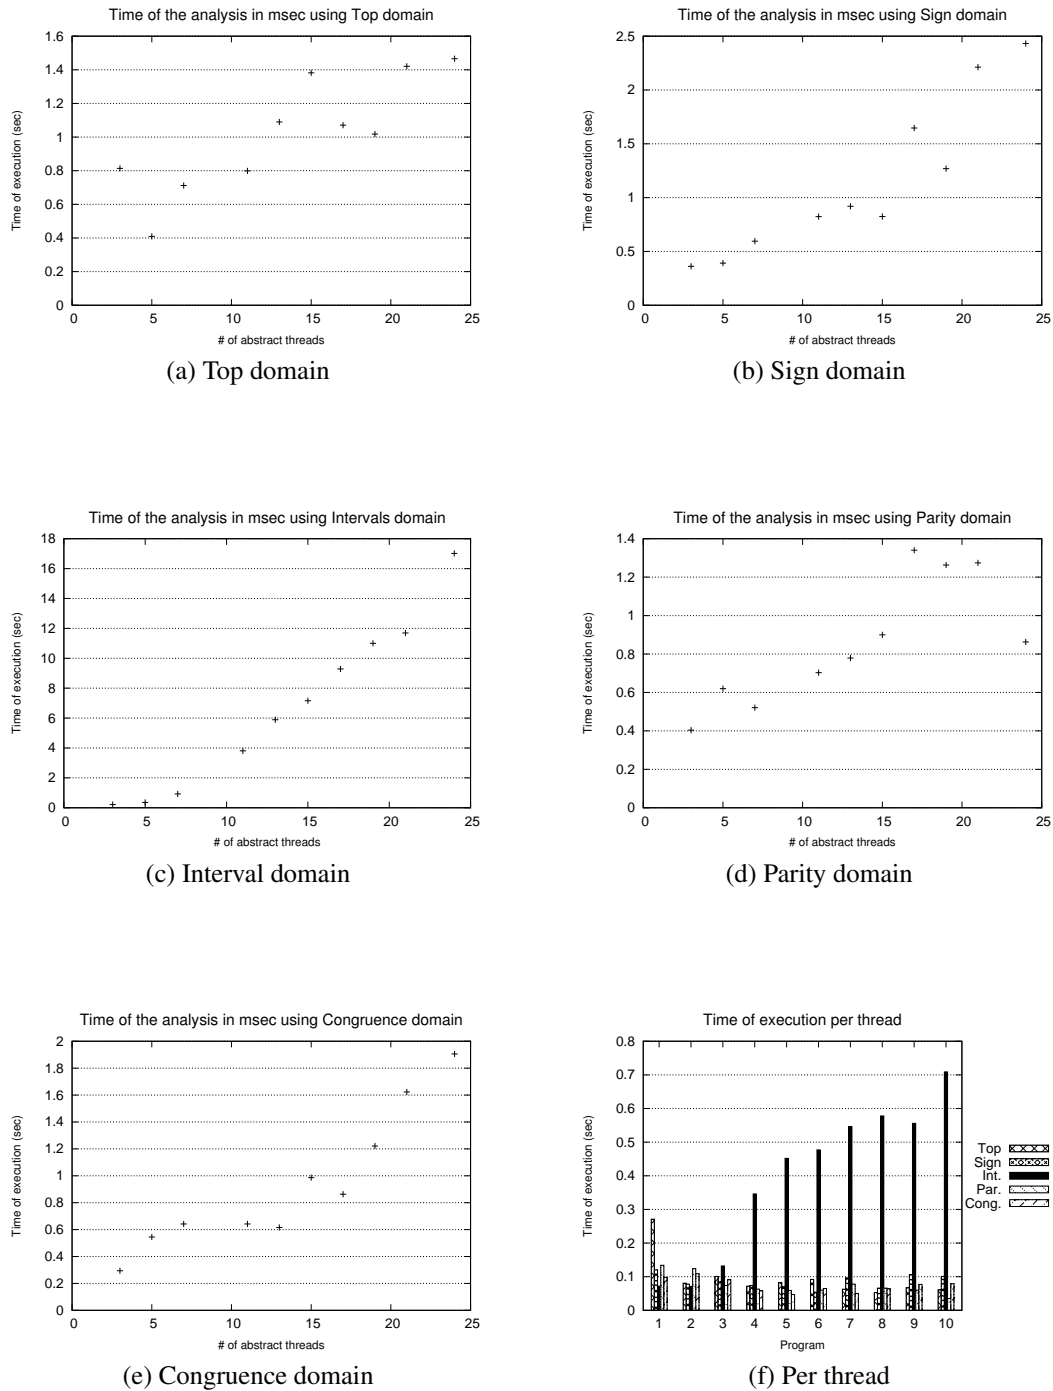 Time of the analysis in msec using Top domain
1.6
1.4
1.2
1
0.8
0.6
0.4
0.2
0
Time of execution (sec)
0 5 10 15 20 25
# of abstract threads
(a) Top domain
Time of the analysis in msec using Sign domain
2.5
2
1.5
1
0.5
0
Time of execution (sec)
0 5 10 15 20 25
# of abstract threads
(b) Sign domain
Time of the analysis in msec using Intervals domain
18
16
14
12
10
8
6
4
2
0
Time of execution (sec)
0 5 10 15 20 25
# of abstract threads
(c) Interval domain
Time of the analysis in msec using Parity domain
1.4
1.2
1
0.8
0.6
0.4
0.2
0
Time of execution (sec)
0 5 10 15 20 25
# of abstract threads
(d) Parity domain
Time of the analysis in msec using Congruence domain
2
1.8
1.6
1.4
1.2
1
0.8
0.6
0.4
0.2
0
Time of execution (sec)
0 5 10 15 20 25
# of abstract threads
(e) Congruence domain
Time of execution per thread
0.8
0.7
0.6
0.5
0.4
0.3
0.2
0.1
0
Time of execution (sec)
1 2 3 4 5 6 7 8 9 10
Program
Top
Sign
Int.
Par.
Cong.
(f) Per thread